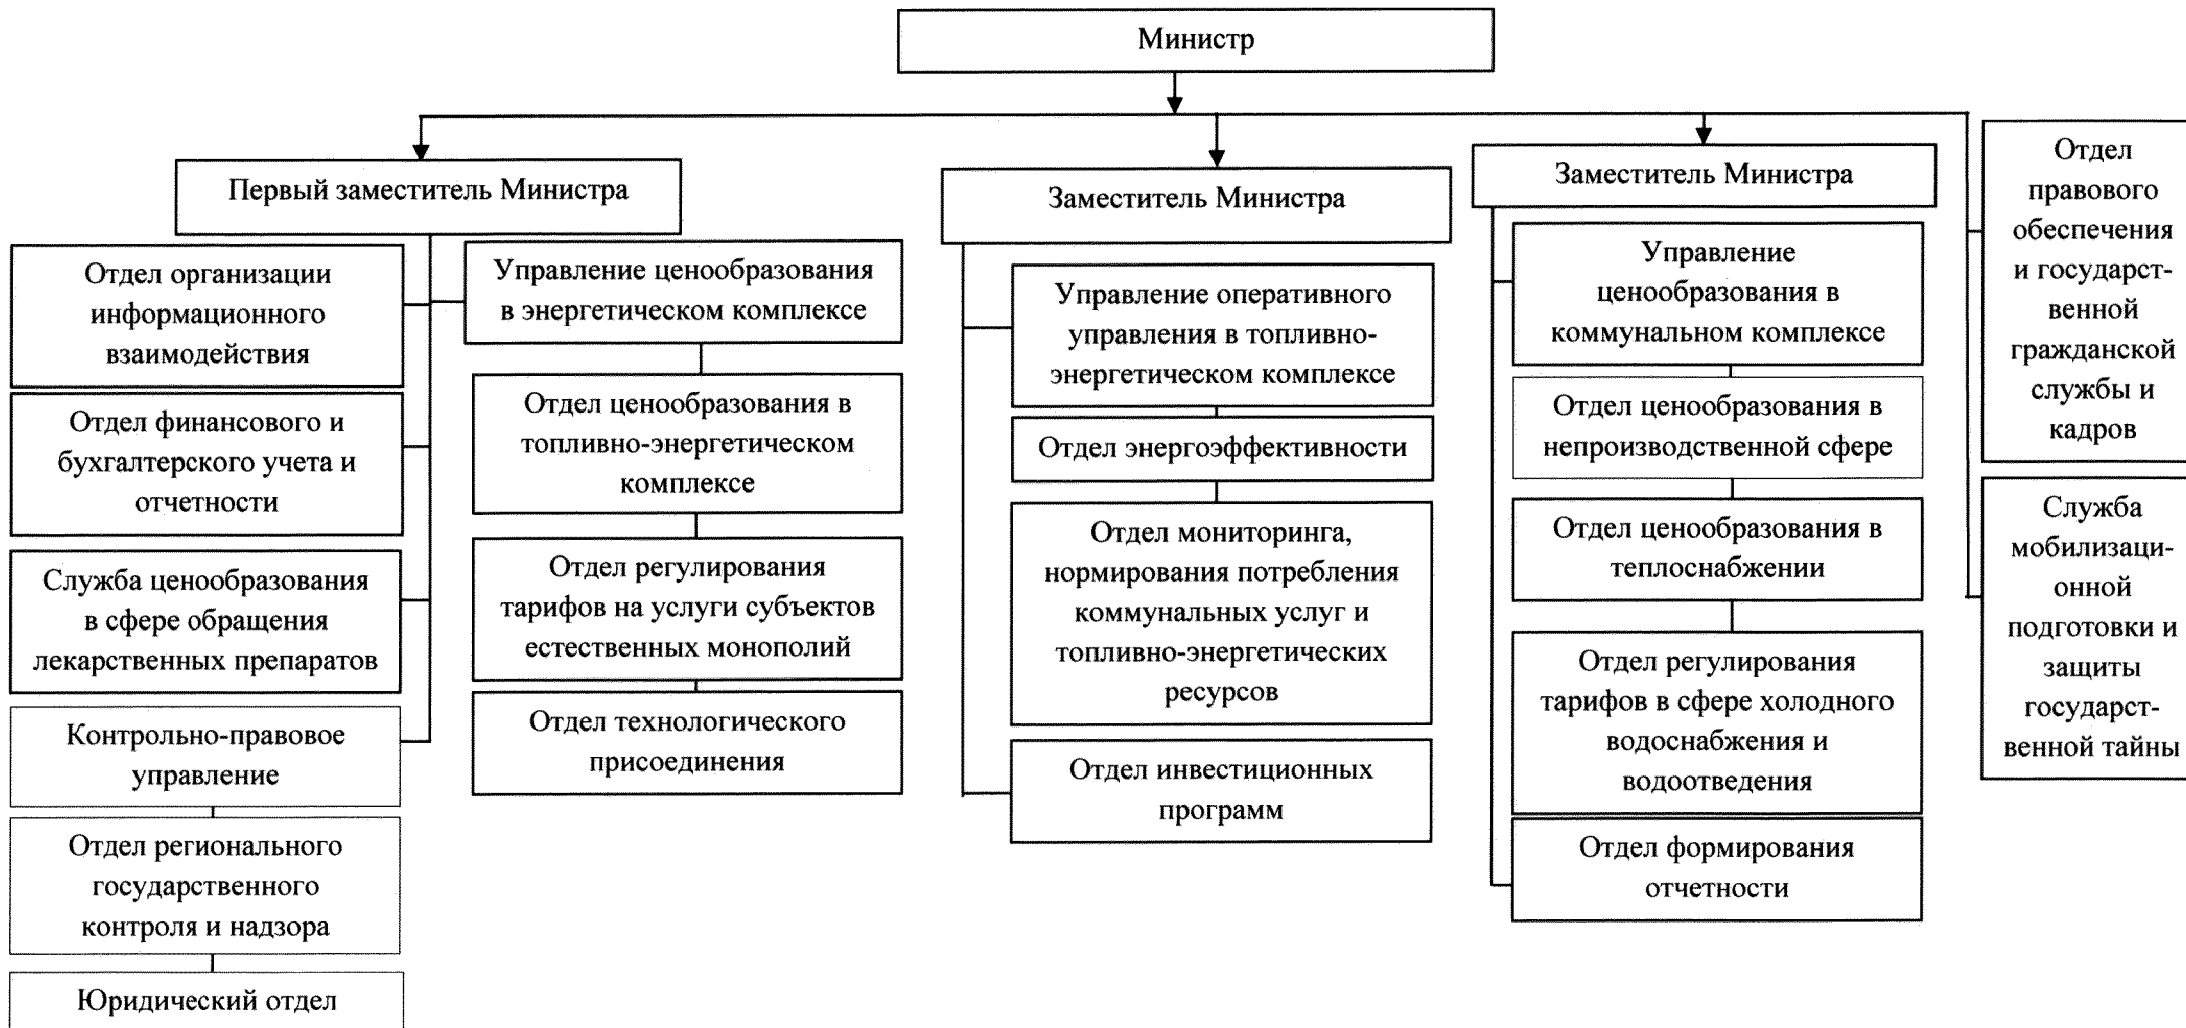 Министр
Первый заместитель Министра
Отдел организации
информационного
взаимодействия
Отдел финансового и
бухгалтерского учета и
отчетности
Служба ценообразования
в сфере обращения
лекарственных препаратов
Контрольно-правовое
управление
Отдел регионального
государственного
контроля и надзора
Юридический отдел
Управление ценообразования
в энергетическом комплексе
Отдел ценообразования в
топливно-энергетическом
комплексе
Отдел регулирования
тарифов на услуги субъектов
естественных монополий
Отдел технологического
присоединения
Заместитель Министра
Управление оперативного
управления в топливно-
энергетическом комплексе
Отдел энергоэффективности
Отдел мониторинга,
нормирования потребления
коммунальных услуг и
топливно-энергетических
ресурсов
Отдел инвестиционных
программ
Заместитель Министра
Управление
ценообразования в
коммунальном комплексе
Отдел ценообразования в
непроизводственной сфере
Отдел ценообразования в
теплоснабжении
Отдел регулирования
тарифов в сфере холодного
водоснабжения и
водоотведения
Отдел формирования
отчетности
Отдел
правового
обеспечения
и государст-
венной
гражданской
службы и
кадров
Служба
мобилизаци-
онной
подготовки и
защиты
государст-
венной тайны